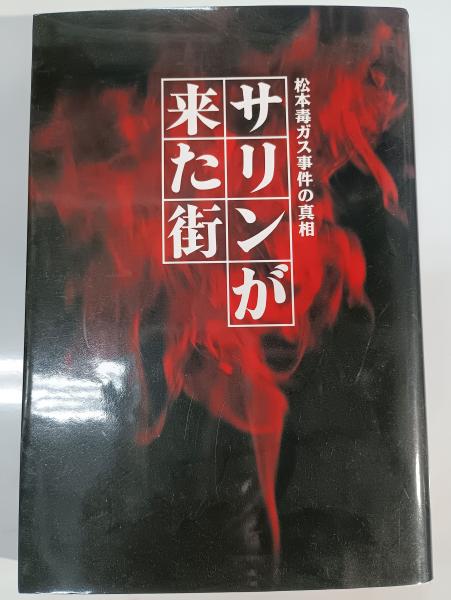 松本毒ガス事件の真相
サリンが
来た街